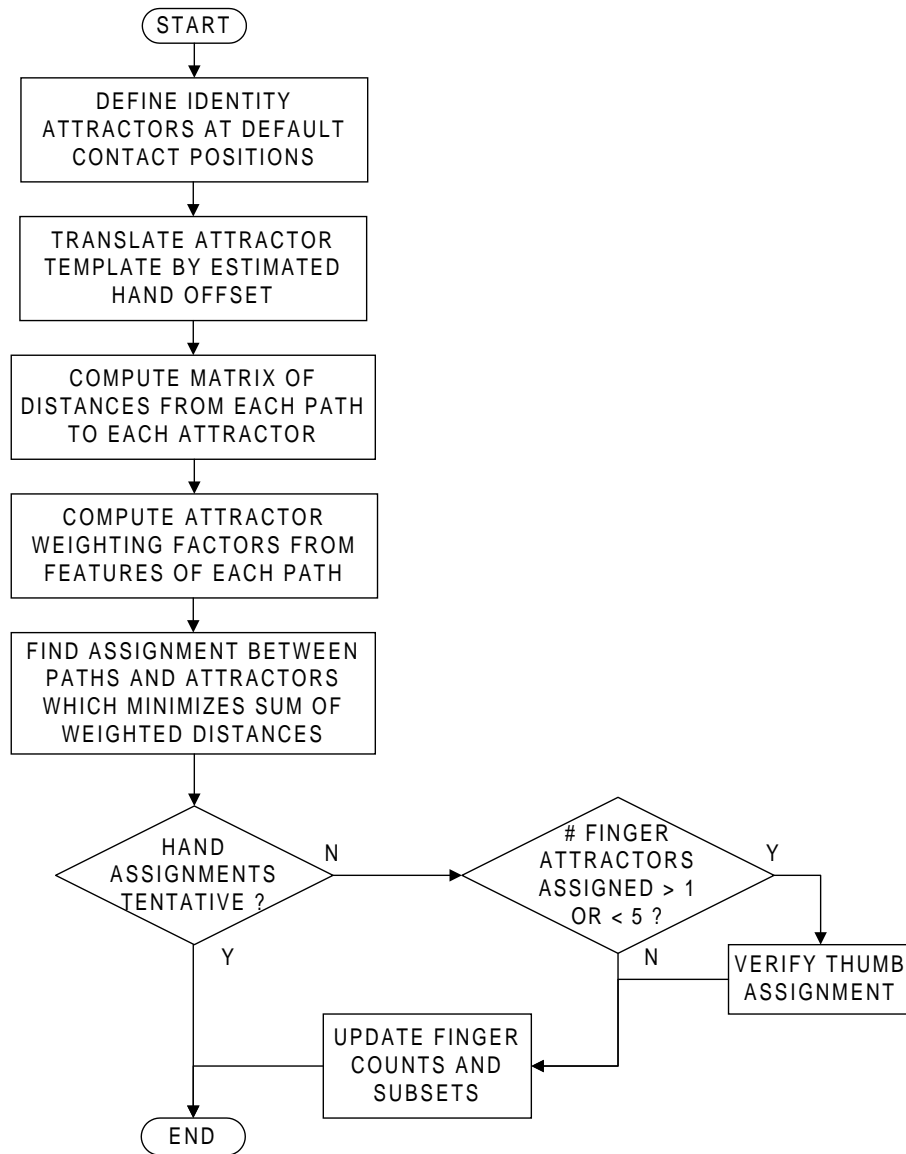 START
DEFINE IDENTITY
ATTRACTORS AT DEFAULT
CONTACT POSITIONS
TRANSLATE ATTRACTOR
TEMPLATE BY ESTIMATED
HAND OFFSET
COMPUTE MATRIX OF
DISTANCES FROM EACH PATH
TO EACH ATTRACTOR
COMPUTE ATTRACTOR
WEIGHTING FACTORS FROM
FEATURES OF EACH PATH
FIND ASSIGNMENT BETWEEN
PATHS AND ATTRACTORS
WHICH MINIMIZES SUM OF
WEIGHTED DISTANCES
HAND
ASSIGNMENTS
TENTATIVE ?
N
Y
# FINGER
ATTRACTORS
ASSIGNED > 1
OR < 5 ?
Y
N
VERIFY THUMB
ASSIGNMENT
UPDATE FINGER
COUNTS AND
SUBSETS
END